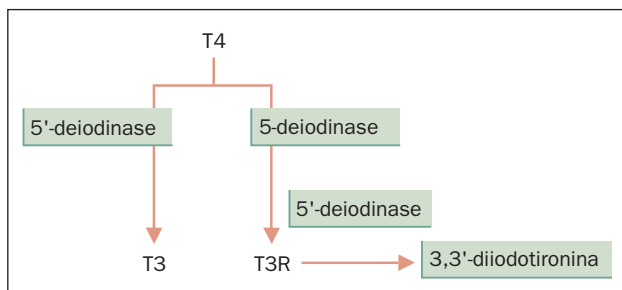 T4
5'-deiodinase
5-deiodinase
5'-deiodinase
T3
T3R
3,3'-diiodotironina